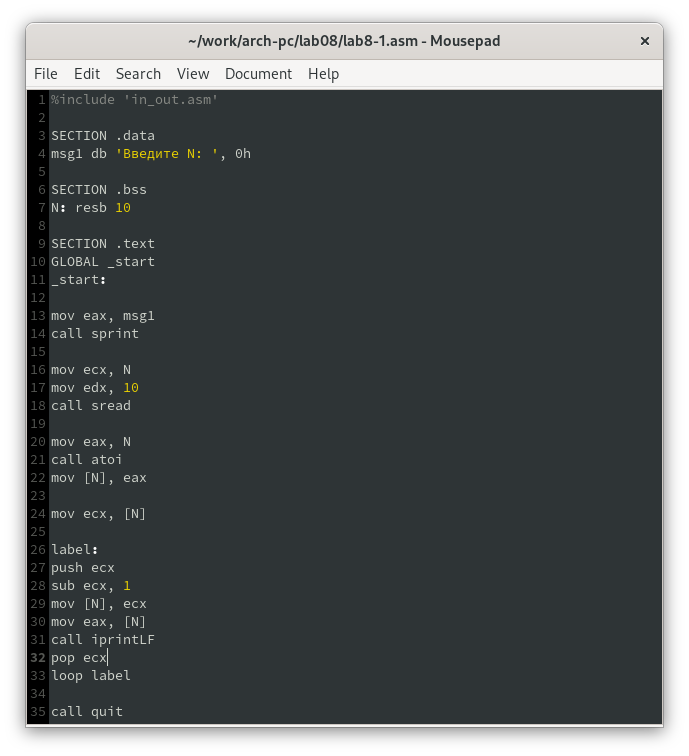 ~/work/arch-pc/lab08/lab8-1.asm - Mousepad ×
File Edit Search View Document Help
1 %include 'in_out.asm'
2
3 SECTION .data
4 msg1 db 'Введите N: ', 0h
5
6 SECTION .bss
7 N: resb 10
8
9 SECTION .text
10 GLOBAL _start
11 _start:
12
13 mov eax, msg1
14 call sprint
15
16 mov ecx, N
17 mov edx, 10
18 call sread
19
20 mov eax, N
21 call atoi
22 mov [N], eax
23
24 mov ecx, [N]
25
26 label:
27 push ecx
28 sub ecx, 1
29 mov [N], ecx
30 mov eax, [N]
31 call iprintLF
32 pop ecx
33 loop label
34
35 call quit